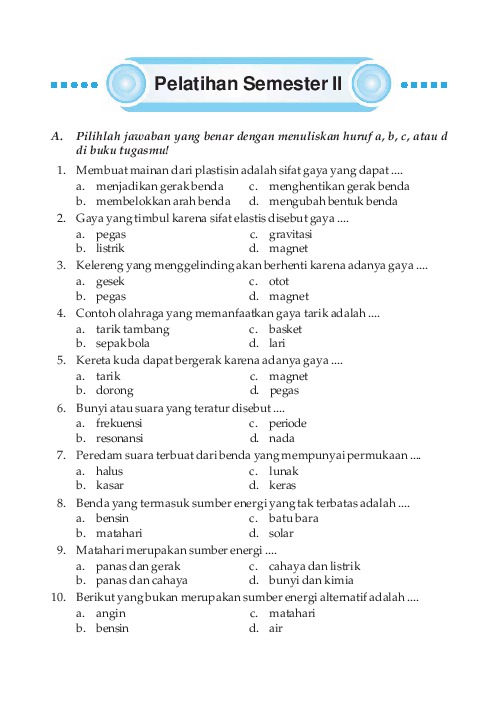 Pelatihan Semester II
A. Pilihlah jawaban yang benar dengan menuliskan huruf a, b, c, atau d
di buku tugasmu!
1. Membuat mainan dari plastisin adalah sifat gaya yang dapat ....
a. menjadikan gerak benda c. menghentikan gerak benda
b. membelokkan arah benda d. mengubah bentuk benda
2. Gaya yang timbul karena sifat elastis disebut gaya ....
a. pegas c. gravitasi
b. listrik d. magnet
3. Kelereng yang menggelinding akan berhenti karena adanya gaya ....
a. gesek c. otot
b. pegas d. magnet
4. Contoh olahraga yang memanfaatkan gaya tarik adalah ....
a. tarik tambang c. basket
b. sepak bola d. lari
5. Kereta kuda dapat bergerak karena adanya gaya ....
a. tarik c. magnet
b. dorong d. pegas
6. Bunyi atau suara yang teratur disebut ....
a. frekuensi c. periode
b. resonansi d. nada
7. Peredam suara terbuat dari benda yang mempunyai permukaan ....
a. halus c. lunak
b. kasar d. keras
8. Benda yang termasuk sumber energi yang tak terbatas adalah ....
a. bensin c. batu bara
b. matahari d. solar
9. Matahari merupakan sumber energi ....
a. panas dan gerak c. cahaya dan listrik
b. panas dan cahaya d. bunyi dan kimia
10. Berikut yang bukan merupakan sumber energi alternatif adalah ....
a. angin c. matahari
b. bensin d. air